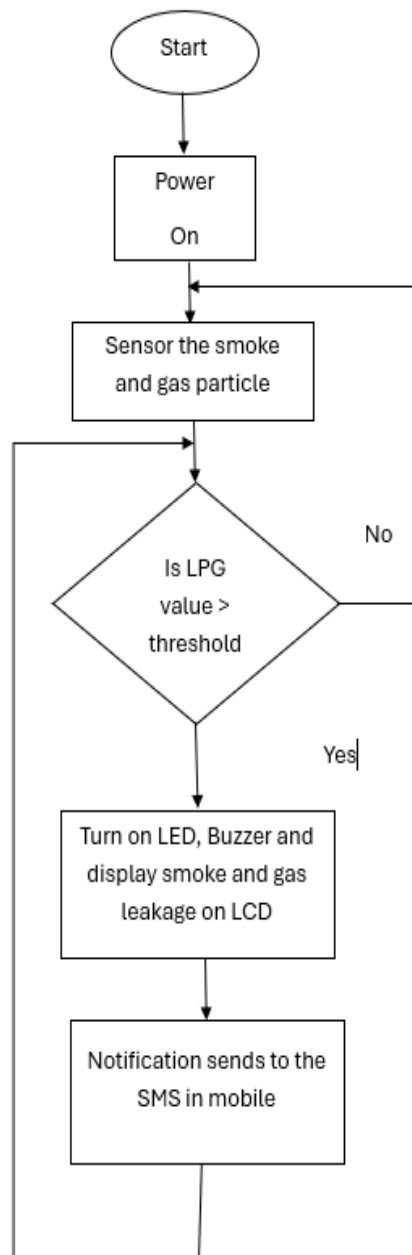 Start
Power
On
Sensor the smoke
and gas particle
No
Is LPG
value >
threshold
Yes
Turn on LED, Buzzer and
display smoke and gas
leakage on LCD
Notification sends to the
SMS in mobile